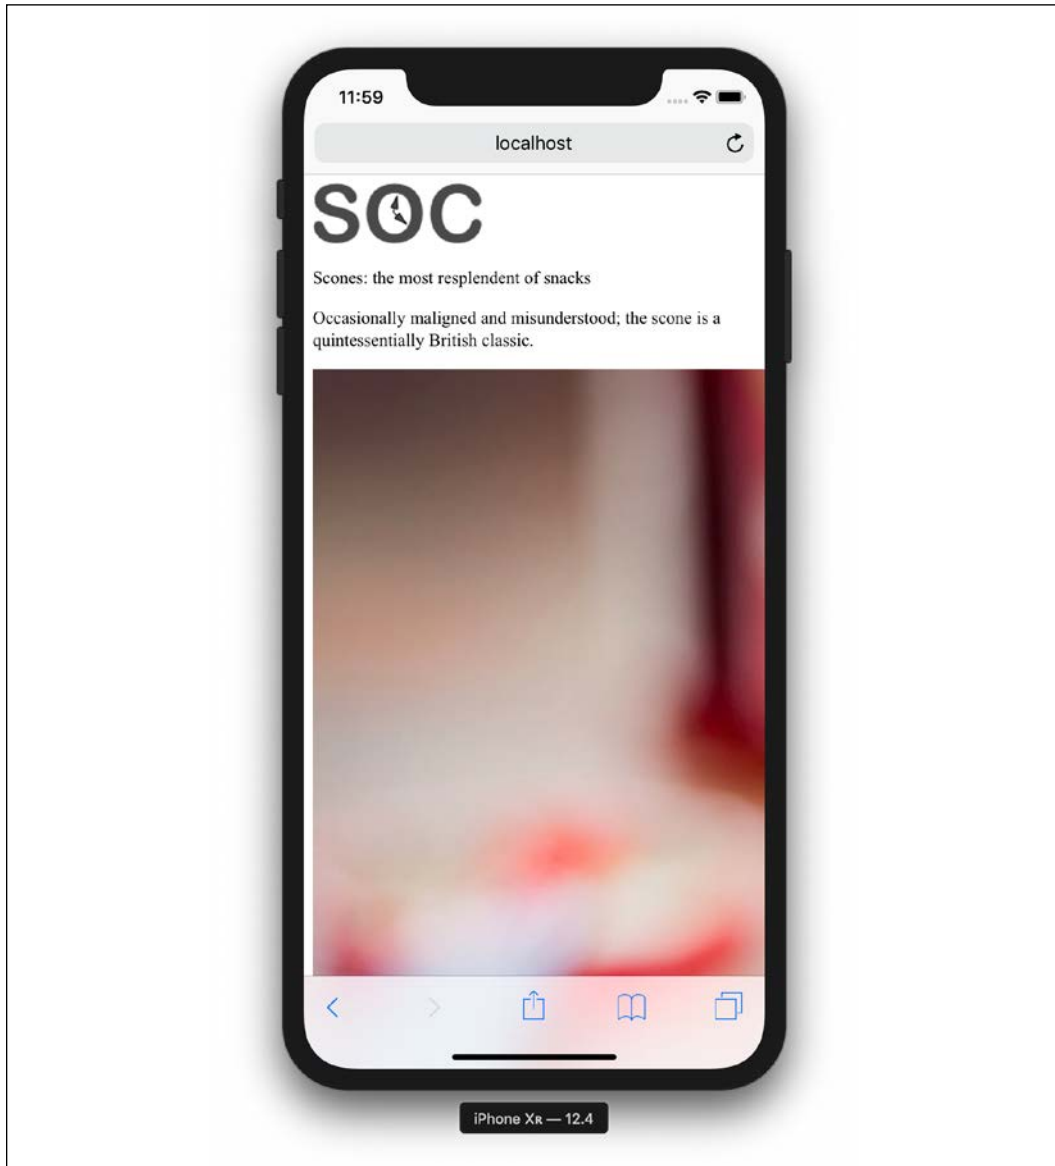 11:59
localhost
SOC
Scones: the most resplendent of snacks
Occasionally maligned and misunderstood; the scone is a
quintessentially British classic.
iPhone XR — 12.4